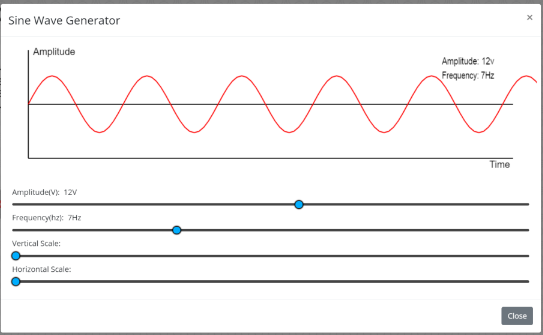 Sine Wave Generator
×
Amplitude
Amplitude: 12v
Frequency: 7Hz
Time
Amplitude(V): 12V
Frequency(hz): 7Hz
Vertical Scale:
Horizontal Scale:
Close